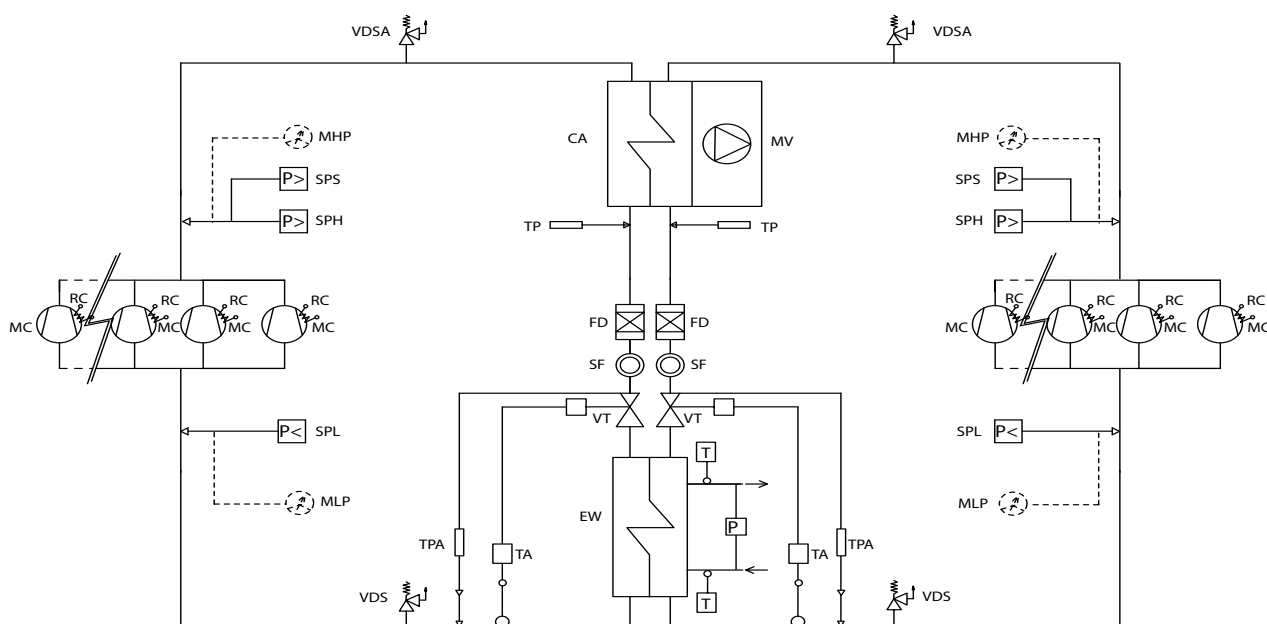 VDSA
VDSA
MHP
CA
MV
MHP
P> SPS
SPS P>
P> SPH
SPH P>
TP
TP
RC
RC
RC
RC
RC
RC
RC
RC
MC
MC
MC
MC
MC
MC
MC
MC
FD
FD
SF
SF
VT
VT
P< SPL
SPL P<
T
MLP
MLP
EW
P
TPA
TA
TA
TPA
T
VDS
VDS